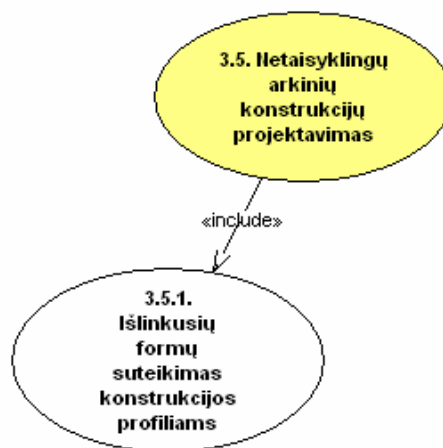 3.5. Netaisyklingų
arkinių
konstrukcijų
projektavimas
«include»
3.5.1.
Išlinkusių
formų
suteikimas
konstrukcijos
profiliams